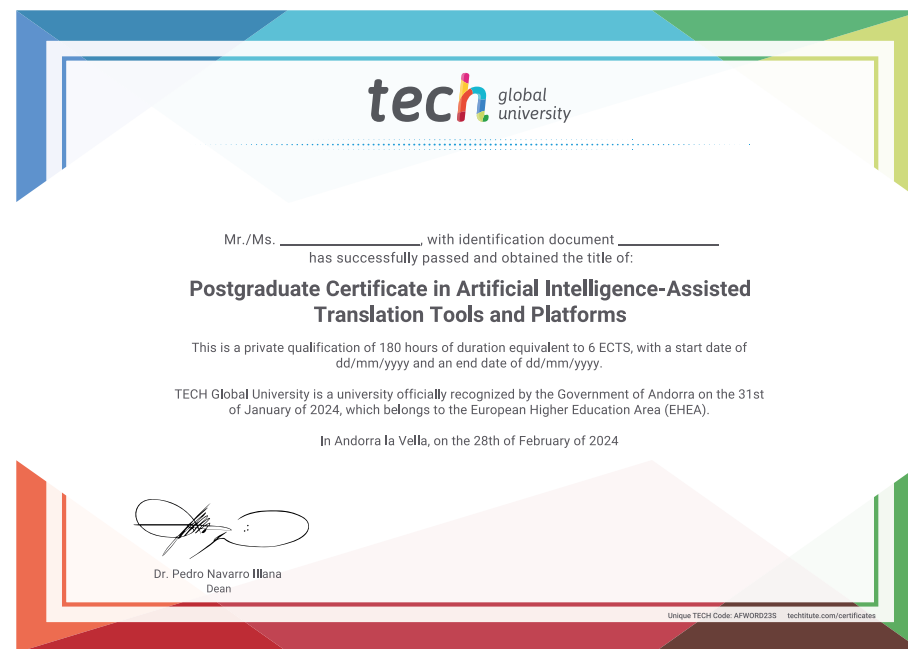 tech global university
Mr./Ms. ____________________, with identification document ______________
has successfully passed and obtained the title of:
Postgraduate Certificate in Artificial Intelligence-Assisted
Translation Tools and Platforms
This is a private qualification of 180 hours of duration equivalent to 6 ECTS, with a start date of
dd/mm/yyyy and an end date of dd/mm/yyyy.
TECH Global University is a university officially recognized by the Government of Andorra on the 31st
of January of 2024, which belongs to the European Higher Education Area (EHEA).
In Andorra la Vella, on the 28th of February of 2024
Dr. Pedro Navarro Illana
Dean
Unique TECH Code: AFWORD23S techtitute.com/certificates